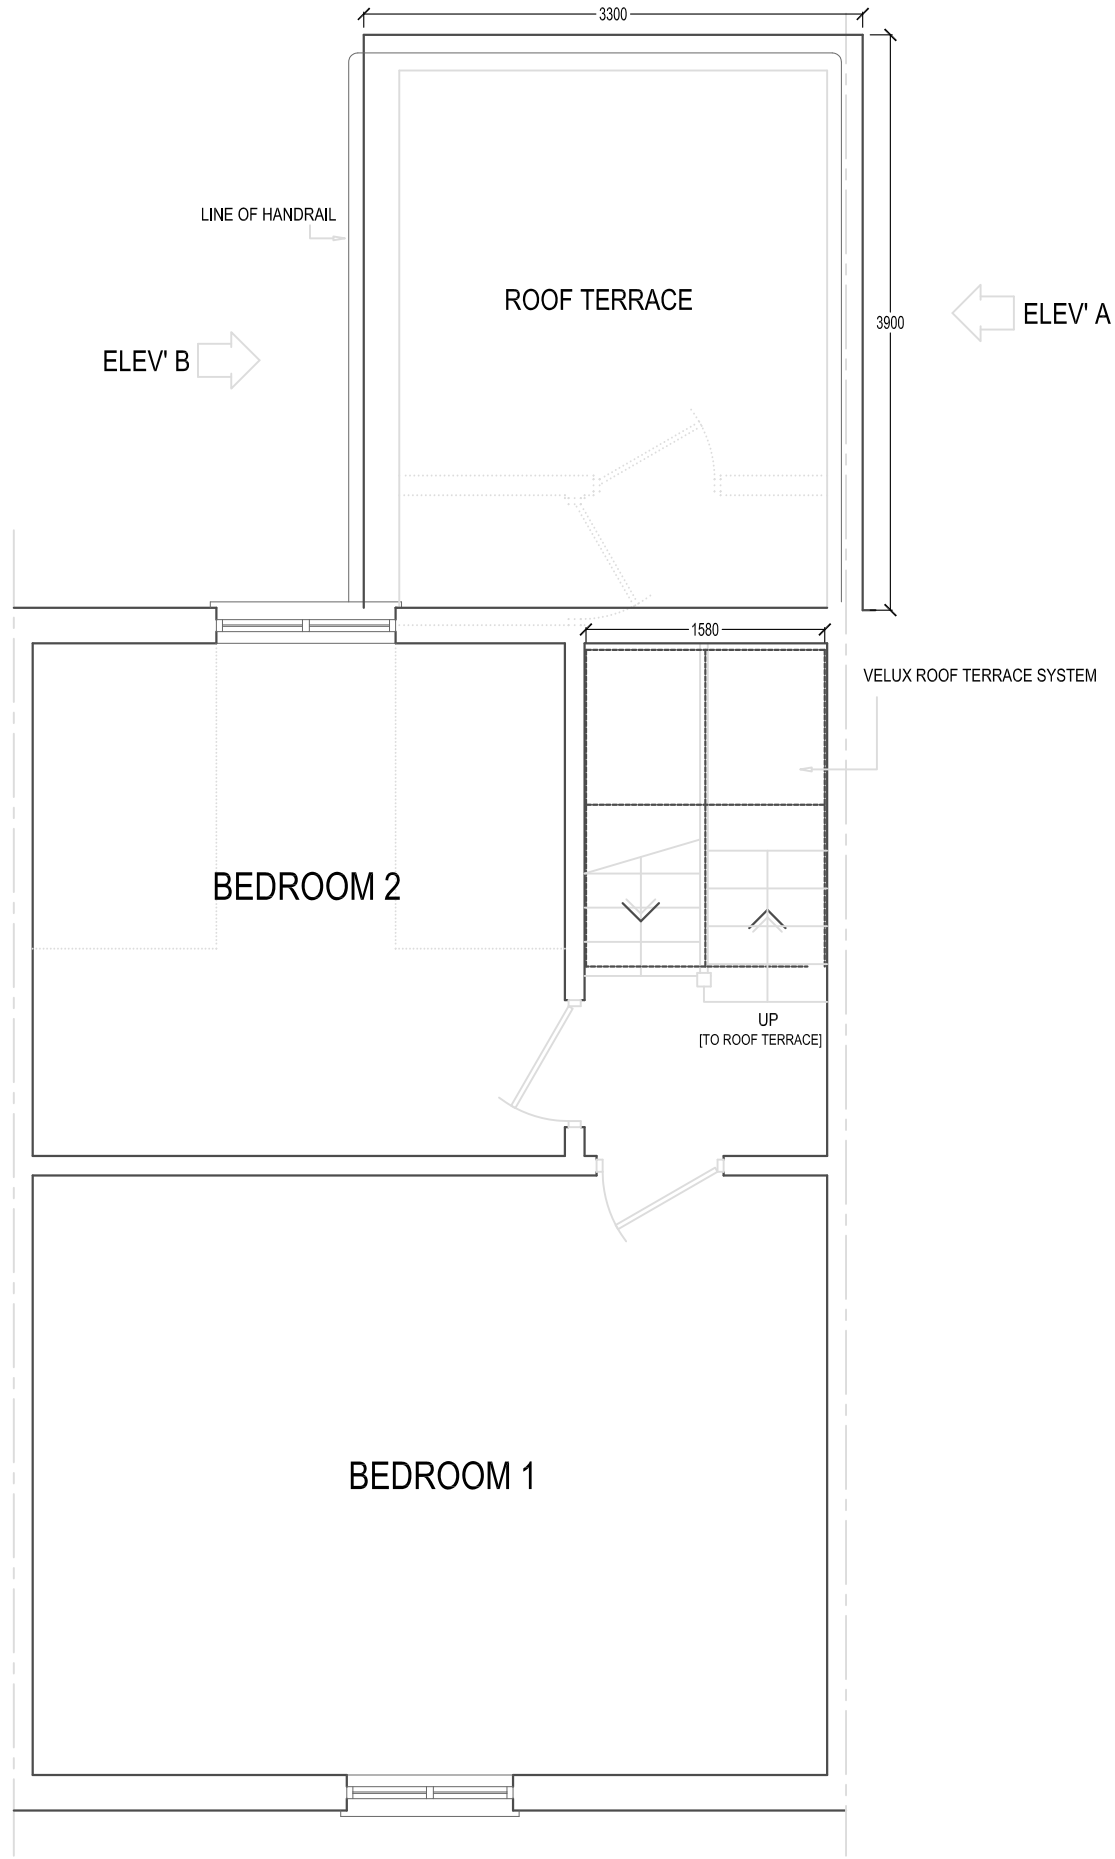 3300
LINE OF HANDRAIL
ROOF TERRACE
ELEV' A
3900
ELEV' B
1580
VELUX ROOF TERRACE SYSTEM
BEDROOM 2
UP
[TO ROOF TERRACE]
BEDROOM 1